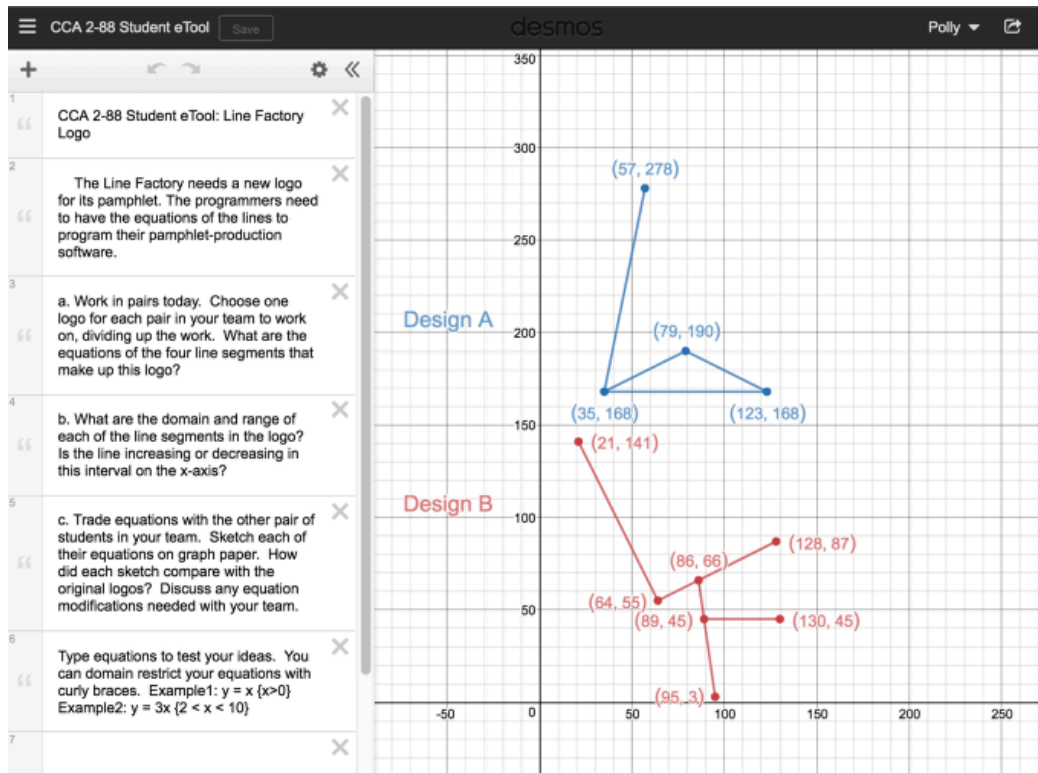 CCA 2-88 Student eTool
Save
desmos
Polly
1
CCA 2-88 Student eTool: Line Factory
Logo
2
The Line Factory needs a new logo
for its pamphlet. The programmers need
to have the equations of the lines to
program their pamphlet-production
software.
3
a. Work in pairs today.  Choose one
logo for each pair in your team to work
on, dividing up the work.  What are the
equations of the four line segments that
make up this logo?
4
b. What are the domain and range of
each of the line segments in the logo?
Is the line increasing or decreasing in
this interval on the x-axis?
5
c. Trade equations with the other pair of
students in your team.  Sketch each of
their equations on graph paper.  How
did each sketch compare with the
original logos?  Discuss any equation
modifications needed with your team.
6
Type equations to test your ideas.  You
can domain restrict your equations with
curly braces.  Example1: y = x {x>0}
Example2: y = 3x {2 < x < 10}
7
350
300
(57, 278)
250
Design A
200
(79, 190)
(35, 168)
(123, 168)
150
(21, 141)
Design B
100
(128, 87)
(86, 66)
(64, 55)
50
(89, 45)
(130, 45)
(95, 3)
-50
0
50
100
150
200
250